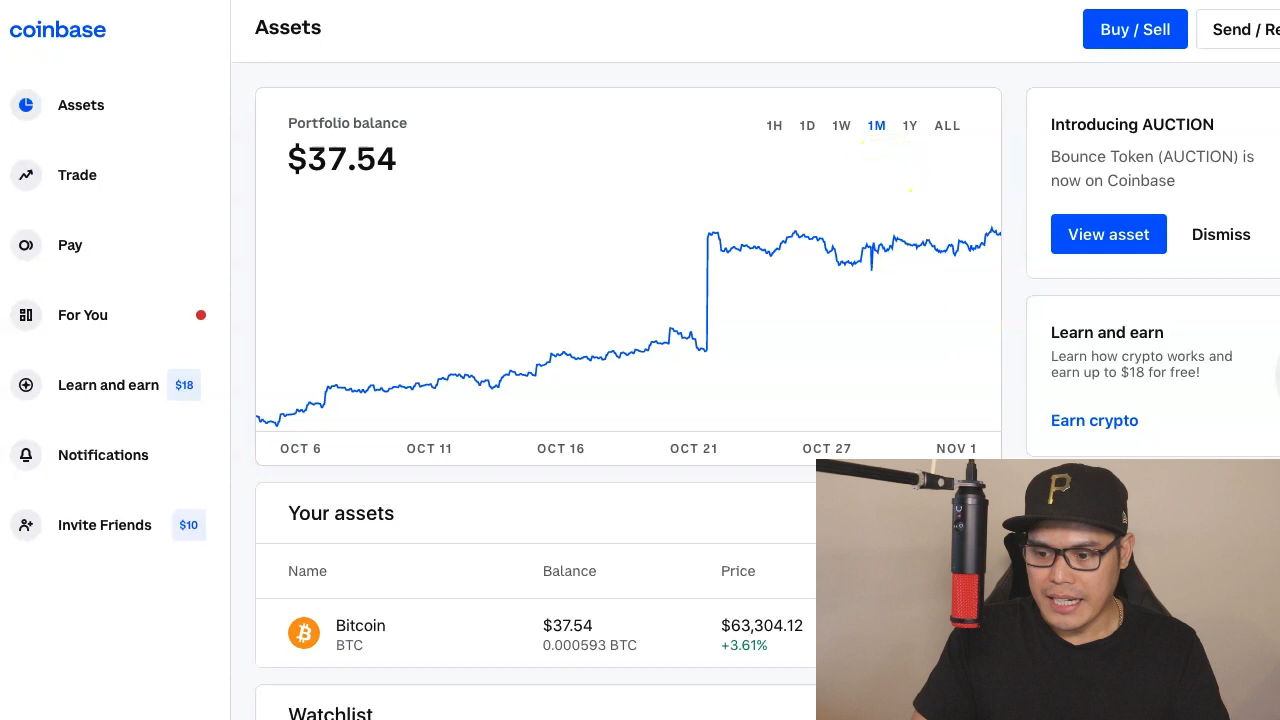 coinbase
Assets
Trade
Pay
For You
Learn and earn $18
Notifications
Invite Friends $10
Assets
Buy / Sell
Send / Re
Portfolio balance
$37.54
1H 1D 1W 1M 1Y ALL
OCT 6 OCT 11 OCT 16 OCT 21 OCT 27 NOV 1
Your assets
Name Balance Price
Bitcoin $37.54 $63,304.12
BTC 0.000593 BTC +3.61%
Watchlist
Introducing AUCTION
Bounce Token (AUCTION) is
now on Coinbase
View asset Dismiss
Learn and earn
Learn how crypto works and
earn up to $18 for free!
Earn crypto
P